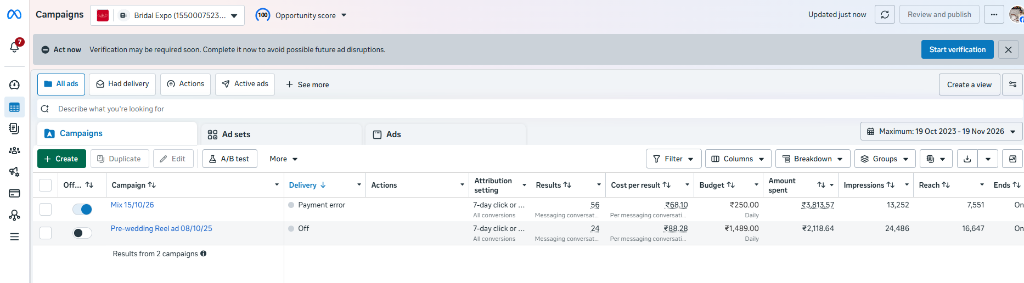 Campaigns
Bridal Expo (1550007523...
100 Opportunity score
Updated just now
Review and publish
7
Act now Verification may be required soon. Complete it now to avoid possible future ad disruptions.
Start verification
All ads
Had delivery
Actions
Active ads
+ See more
Create a view
Describe what you're looking for
Campaigns
Ad sets
Ads
Maximum: 19 Oct 2023 - 19 Nov 2026
+ Create
Duplicate
Edit
A/B test
More
Filter
Columns
Breakdown
Groups
Off... Campaign Delivery ↓ Actions Attribution setting Results Cost per result Budget Amount spent Impressions Reach Ends
Mix 15/10/26 Payment error 7-day click or ... 56 ₹68.10 ₹250.00 ₹3,813.57 13,252 7,551 On
All conversions Messaging conversat... Per messaging conversati... Daily
Pre-wedding Reel ad 08/10/25 Off 7-day click or ... 24 ₹88.28 ₹1,489.00 ₹2,118.64 24,486 16,647 On
All conversions Messaging conversat... Per messaging conversati... Daily
Results from 2 campaigns